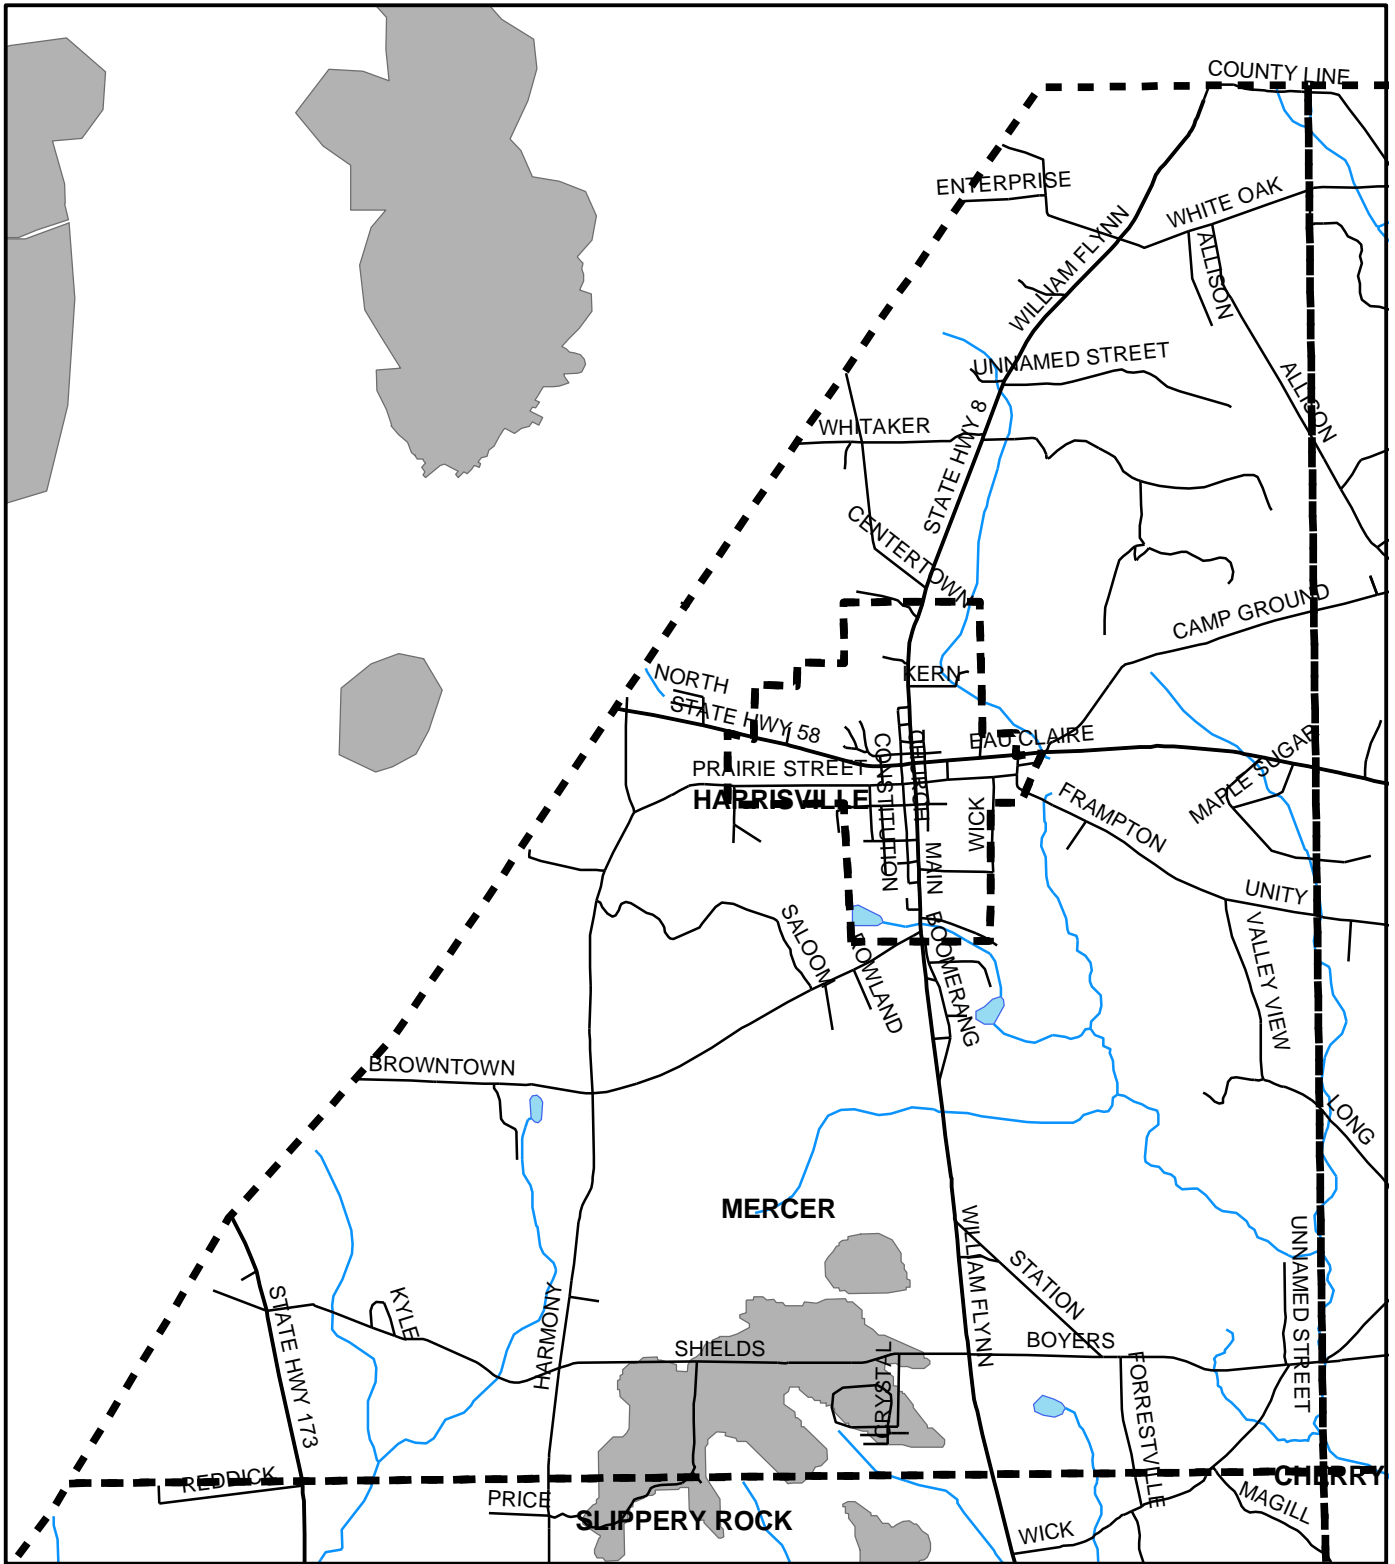 COUNTY LINE
ENTERPRISE
WHITE OAK
WILLIAM FLYNN
ALLISON
UNNAMED STREET
ALLISON
WHITAKER
STATE HWY 8
CENTERTOWN
CAMP GROUND
KERN
NORTH
STATE HWY 58
EAU CLAIRE
CONSTITUTION
CHURCH
MAPLE SUGAR
PRAIRIE STREET
HARRISVILLE
WICK
FRAMPTON
MAIN
UNITY
SALOOM
ROWLAND
BOOMERANG
VALLEY VIEW
BROWNTOWN
LONG
MERCER
WILLIAM FLYNN
STATION
UNNAMED STREET
STATE HWY 173
KYLE
HARMONY
SHIELDS
CRYSTAL
BOYERS
FORRESTVILLE
REDDICK
CHERRY
PRICE
SLIPPERY ROCK
MAGILL
WICK